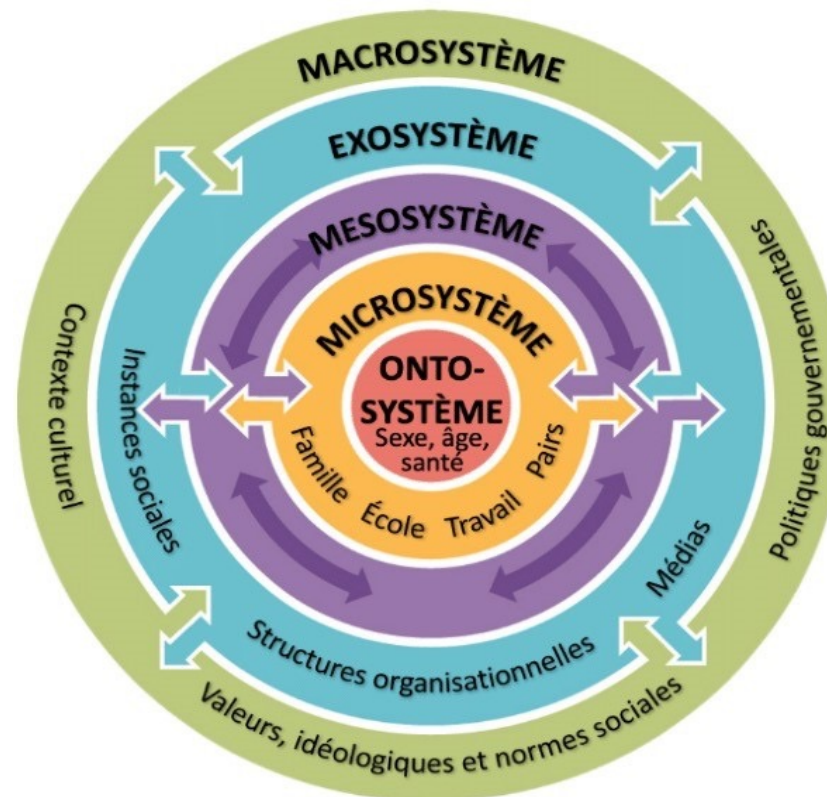 MACROSYSTÈME
EXOSYSTÈME
MESOSYSTÈME
MICROSYSTÈME
ONTO-
SYSTÈME
Sexe, âge,
santé
Famille École Travail Pairs
Instances sociales
Structures organisationnelles
Médias
Contexte culturel
Valeurs, idéologiques et normes sociales
Politiques gouvernementales